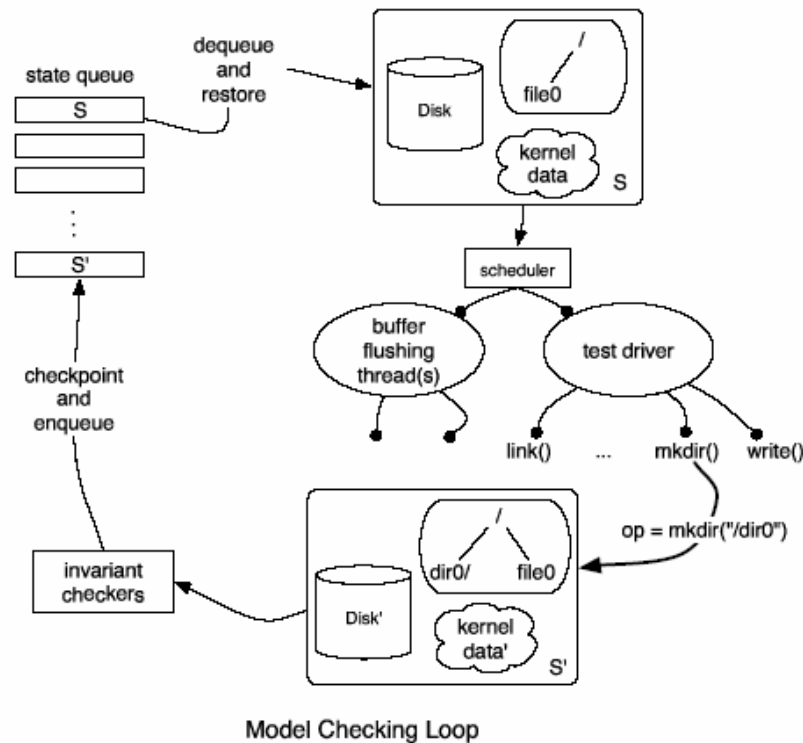 state queue
S
S'
dequeue
and
restore
Disk
/
file0
kernel
data
S
scheduler
buffer
flushing
thread(s)
test driver
link()
...
mkdir()
write()
op = mkdir("/dir0")
/
dir0/
file0
Disk'
kernel
data'
S'
invariant
checkers
checkpoint
and
enqueue
Model Checking Loop